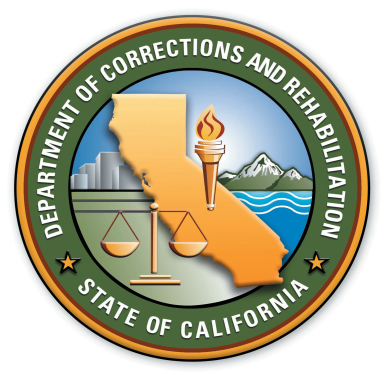 DEPARTMENT OF CORRECTIONS AND REHABILITATION
STATE OF CALIFORNIA